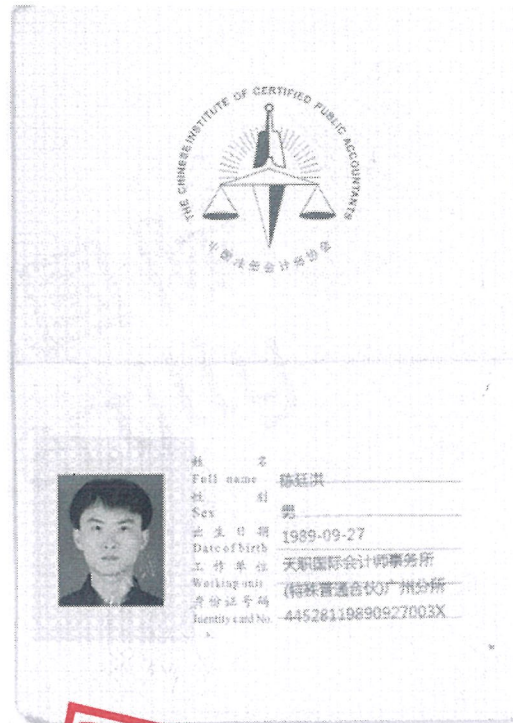 THE CHINESE INSTITUTE OF CERTIFIED PUBLIC ACCOUNTANTS
中国注册会计师协会
姓 名
Full name 陈廷洪
性 别
Sex 男
出 生 日 期 1989-09-27
Date of birth
工 作 单 位 天职国际会计师事务所
Working unit (特殊普通合伙)广州分所
身份证号码 44528119890927003X
Identity card No.